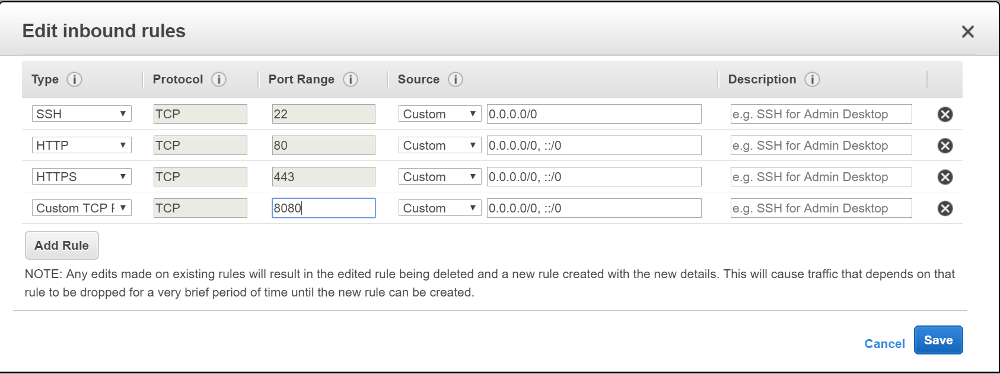 Edit inbound rules
Type Protocol Port Range Source Description
SSH TCP 22 Custom 0.0.0.0/0 e.g. SSH for Admin Desktop
HTTP TCP 80 Custom 0.0.0.0/0, ::/0 e.g. SSH for Admin Desktop
HTTPS TCP 443 Custom 0.0.0.0/0, ::/0 e.g. SSH for Admin Desktop
Custom TCP TCP 8080 Custom 0.0.0.0/0, ::/0 e.g. SSH for Admin Desktop
Add Rule
NOTE: Any edits made on existing rules will result in the edited rule being deleted and a new rule created with the new details. This will cause traffic that depends on that
rule to be dropped for a very brief period of time until the new rule can be created.
Cancel Save